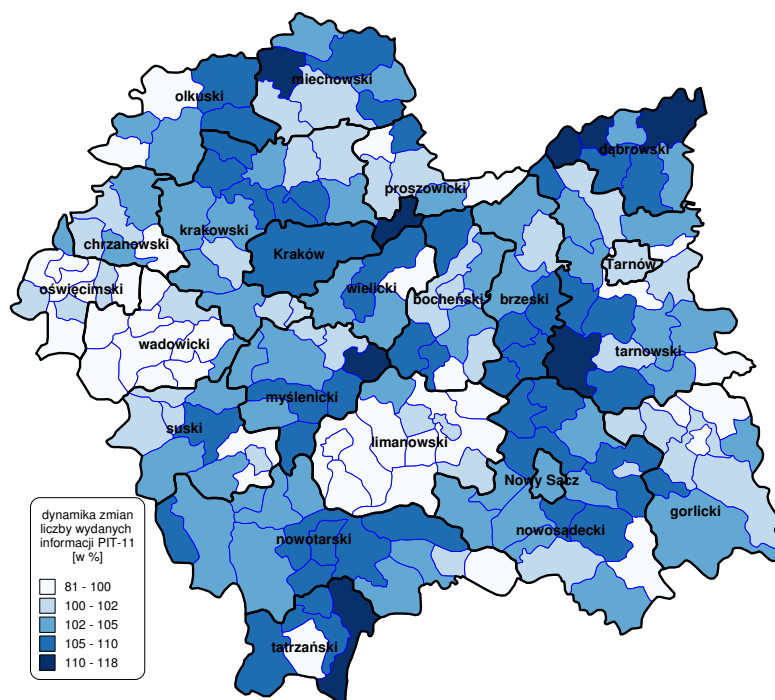 miechowski
olkuski
dąbrowski
proszowicki
krakowski
chrzanowski
Kraków
Tarnów
oświęcimski
wielicki
bocheński
brzeski
wadowicki
tarnowski
myślenicki
suski
limanowski
Nowy Sącz
gorlicki
nowosądecki
nowotarski
tatrzański
dynamika zmian
liczby wydanych
informacji PIT-11
[w %]
81 - 100
100 - 102
102 - 105
105 - 110
110 - 118